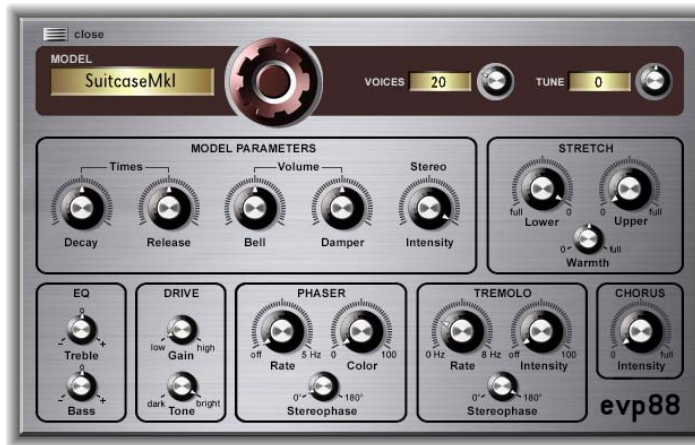 close
MODEL
SuitcaseMkI
VOICES 20 TUNE 0
MODEL PARAMETERS
Times Volume Stereo
Decay Release Bell Damper Intensity
STRETCH
full 0 0 full
Lower Upper
0 full
Warmth
EQ
0
- +
Treble
0
- +
Bass
DRIVE
low high
Gain
dark bright
Tone
PHASER
off 5 Hz 0 100
Rate Color
0° 180°
Stereophase
TREMOLO
0 Hz 8 Hz off 100
Rate Intensity
0° 180°
Stereophase
CHORUS
0 full
Intensity
evp88